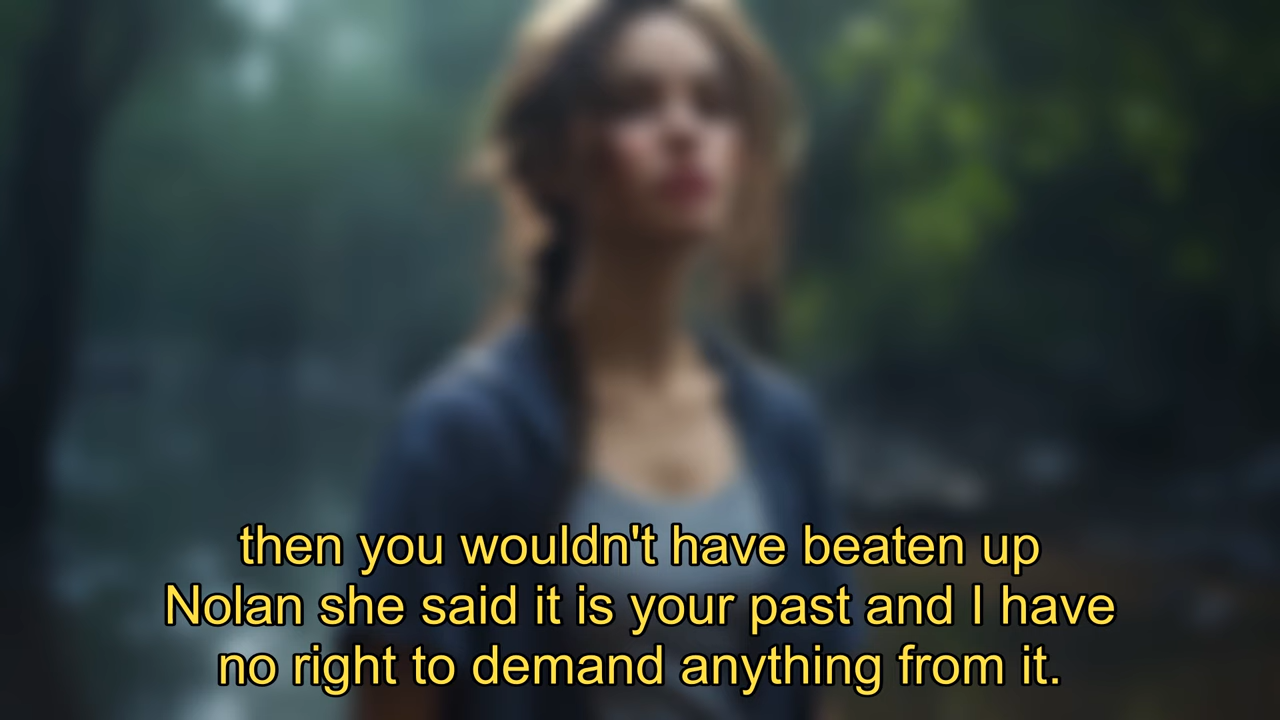 then you wouldn't have beaten up
Nolan she said it is your past and I have
no right to demand anything from it.